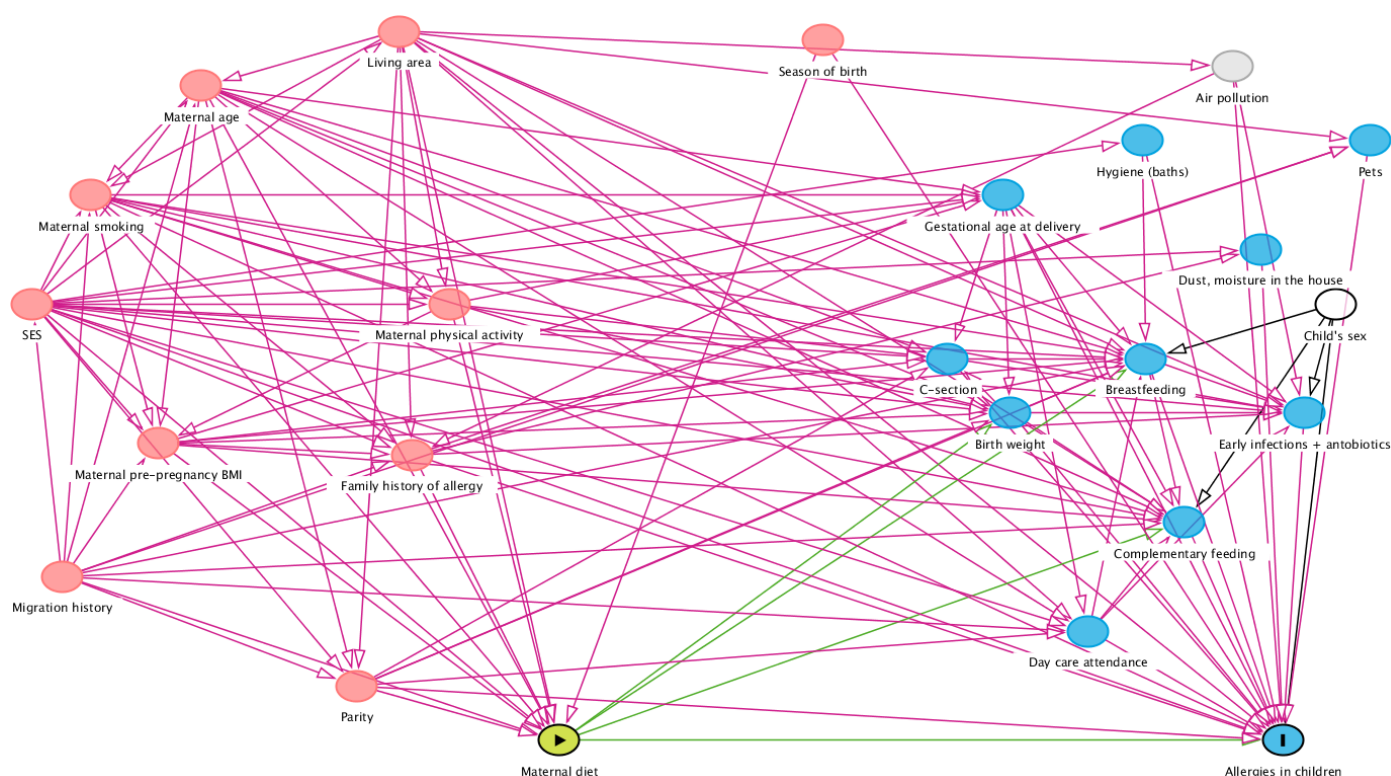 Living area
Season of birth
Air pollution
Maternal age
Hygiene (baths)
Pets
Maternal smoking
Gestational age at delivery
Dust, moisture in the house
SES
Maternal physical activity
Child's sex
C-section
Breastfeeding
Birth weight
Early infections + antobiotics
Maternal pre-pregnancy BMI
Family history of allergy
Complementary feeding
Migration history
Day care attendance
Parity
Maternal diet
Allergies in children